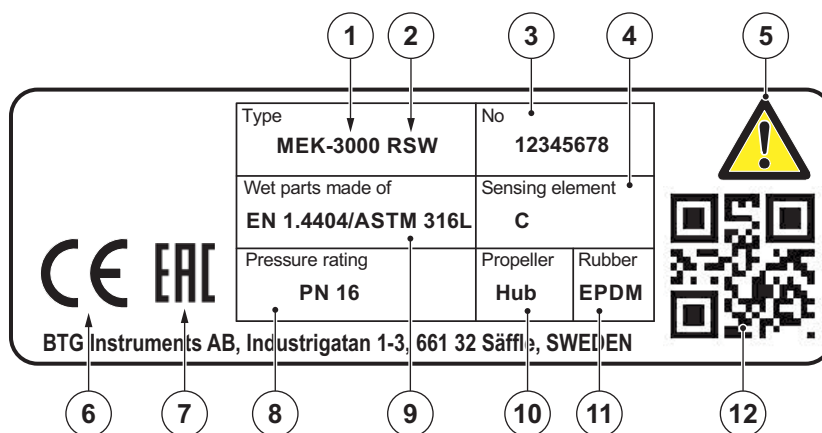 1 2 3 4 5
Type
MEK-3000 RSW
No
12345678
Wet parts made of
EN 1.4404/ASTM 316L
Sensing element
C
Pressure rating
PN 16
Propeller
Hub
Rubber
EPDM
CE EAC
BTG Instruments AB, Industrigatan 1-3, 661 32 Säffle, SWEDEN
6 7 8 9 10 11 12